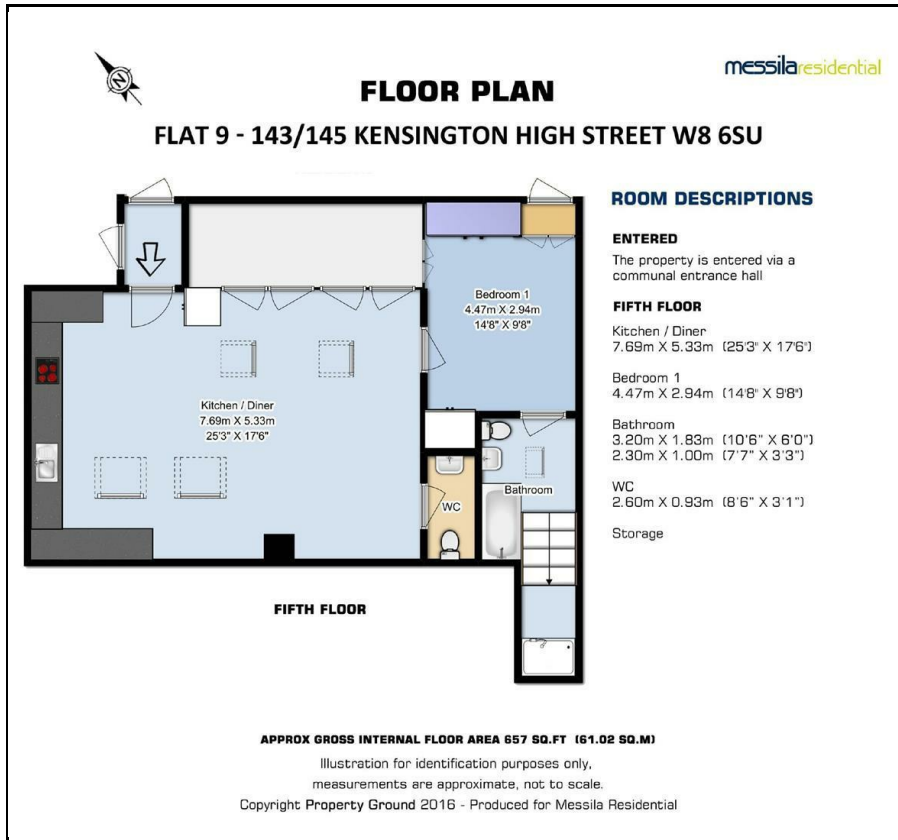 N
messilaresidential
FLOOR PLAN
FLAT 9 - 143/145 KENSINGTON HIGH STREET W8 6SU
Bedroom 1
4.47m X 2.94m
14'8" X 9'8"
Kitchen / Diner
7.69m X 5.33m
25'3" X 17'6"
WC
Bathroom
FIFTH FLOOR
ROOM DESCRIPTIONS
ENTERED
The property is entered via a
communal entrance hall
FIFTH FLOOR
Kitchen / Diner
7.69m X 5.33m (25'3" X 17'6")
Bedroom 1
4.47m X 2.94m (14'8" X 9'8")
Bathroom
3.20m X 1.83m (10'6" X 6'0")
2.30m X 1.00m (7'7" X 3'3")
WC
2.60m X 0.93m (8'6" X 3'1")
Storage
APPROX GROSS INTERNAL FLOOR AREA 657 SQ.FT (61.02 SQ.M)
Illustration for identification purposes only,
measurements are approximate, not to scale.
Copyright Property Ground 2016 - Produced for Messila Residential